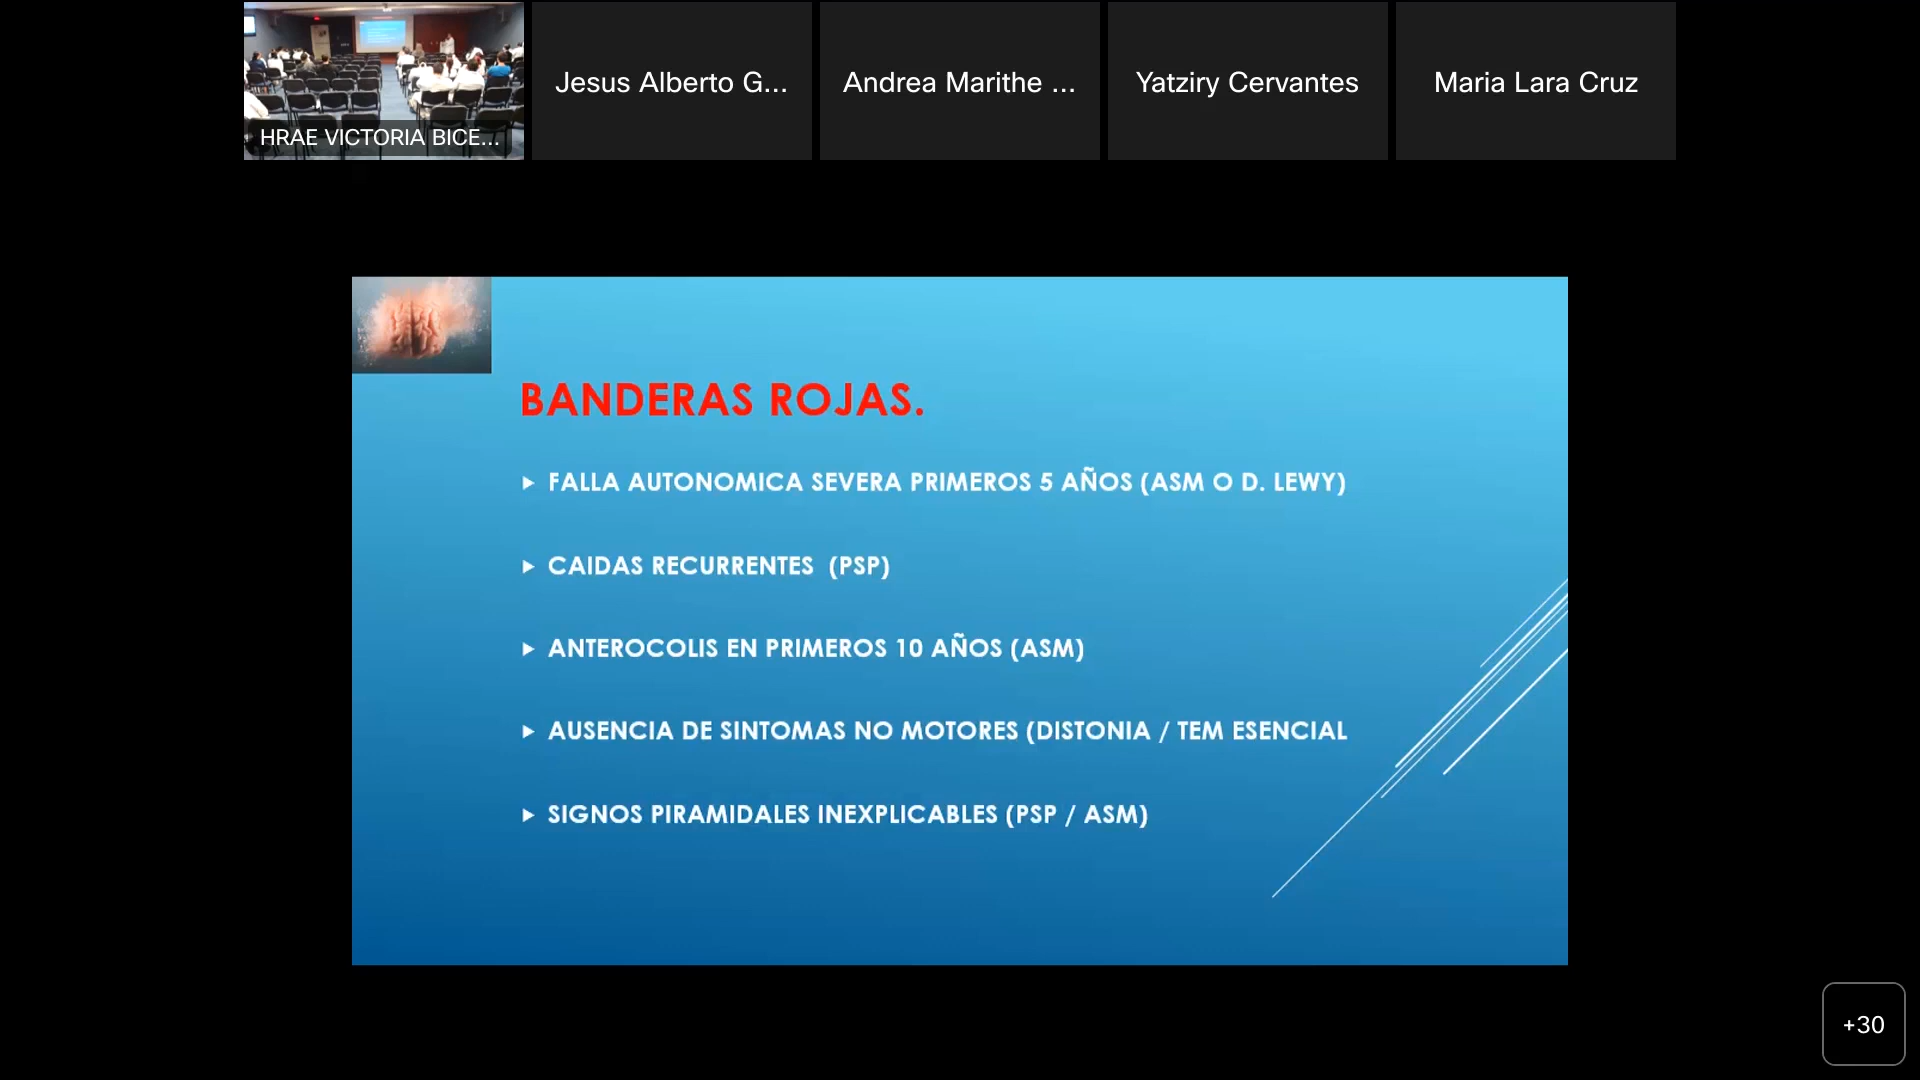 HRAE VICTORIA BICE...
Jesus Alberto G...
Andrea Marithe ...
Yatziry Cervantes
Maria Lara Cruz
BANDERAS ROJAS.
FALLA AUTONOMICA SEVERA PRIMEROS 5 AÑOS (ASM O D. LEWY)
CAIDAS RECURRENTES (PSP)
ANTEROCOLIS EN PRIMEROS 10 AÑOS (ASM)
AUSENCIA DE SINTOMAS NO MOTORES (DISTONIA / TEM ESENCIAL
SIGNOS PIRAMIDALES INEXPLICABLES (PSP / ASM)
+30